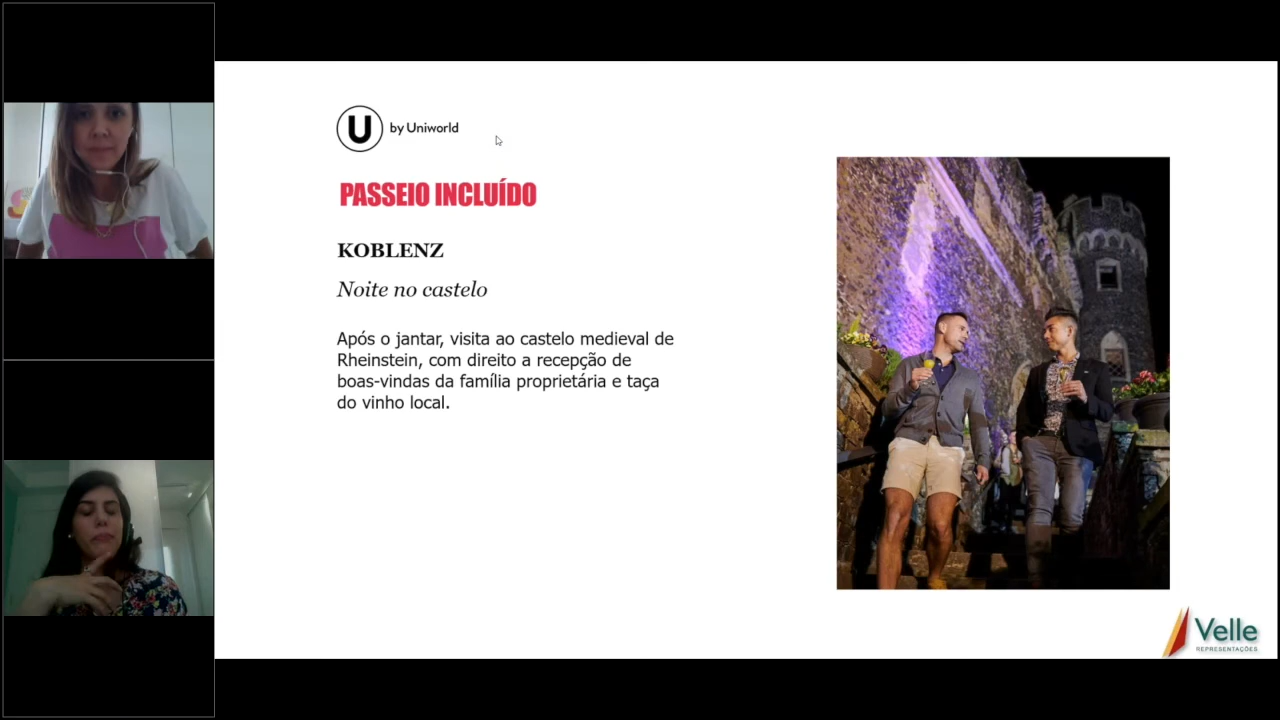 U by Uniworld
PASSEIO INCLUÍDO
KOBLENZ
Noite no castelo
Após o jantar, visita ao castelo medieval de
Rheinstein, com direito a recepção de
boas-vindas da família proprietária e taça
do vinho local.
Velle
REPRESENTAÇÕES